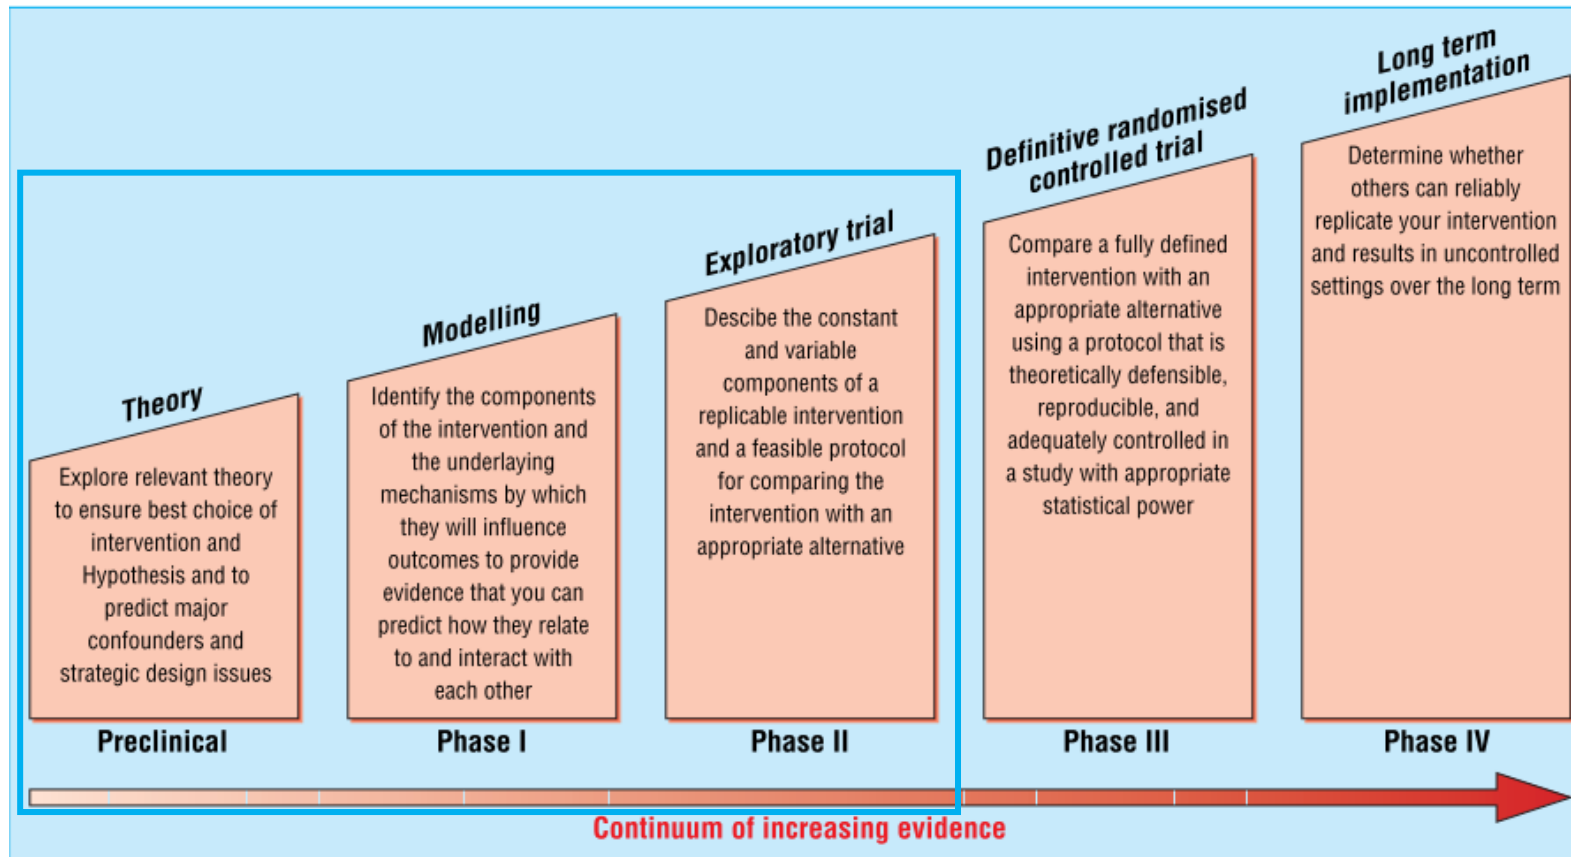 Theory
Explore relevant theory
to ensure best choice of
intervention and
Hypothesis and to
predict major
confounders and
strategic design issues
Preclinical
Modelling
Identify the components
of the intervention and
the underlaying
mechanisms by which
they will influence
outcomes to provide
evidence that you can
predict how they relate
to and interact with
each other
Phase I
Exploratory trial
Descibe the constant
and variable
components of a
replicable intervention
and a feasible protocol
for comparing the
intervention with an
appropriate alternative
Phase II
Definitive randomised
controlled trial
Compare a fully defined
intervention with an
appropriate alternative
using a protocol that is
theoretically defensible,
reproducible, and
adequately controlled in
a study with appropriate
statistical power
Phase III
Long term
implementation
Determine whether
others can reliably
replicate your intervention
and results in uncontrolled
settings over the long term
Phase IV
Continuum of increasing evidence